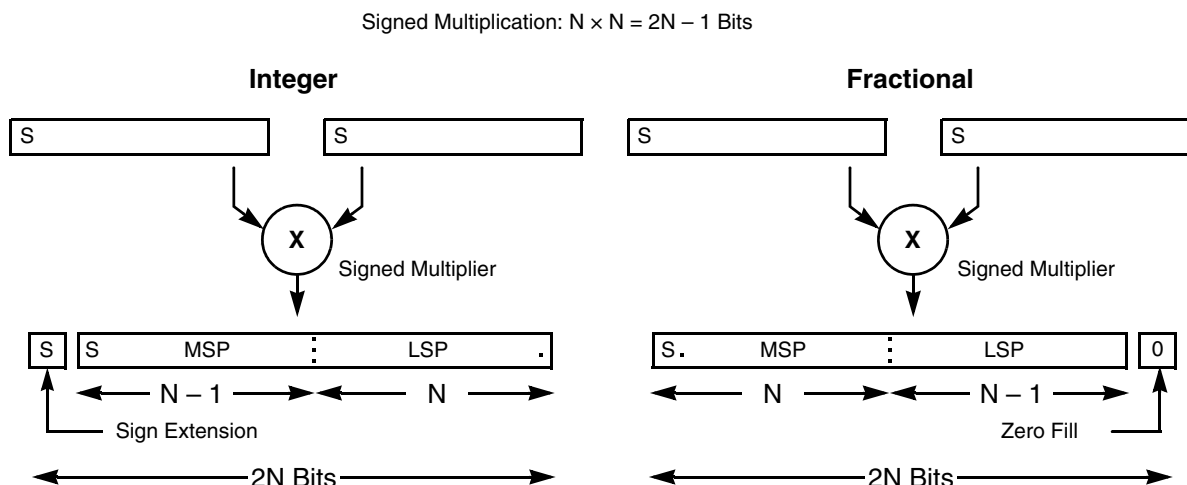 Signed Multiplication: N × N = 2N – 1 Bits
Integer
Fractional
S
S
S
S
X
X
Signed Multiplier
Signed Multiplier
S
S
MSP
LSP
.
S.
MSP
LSP
0
N – 1
N
N
N – 1
Sign Extension
Zero Fill
2N Bits
2N Bits